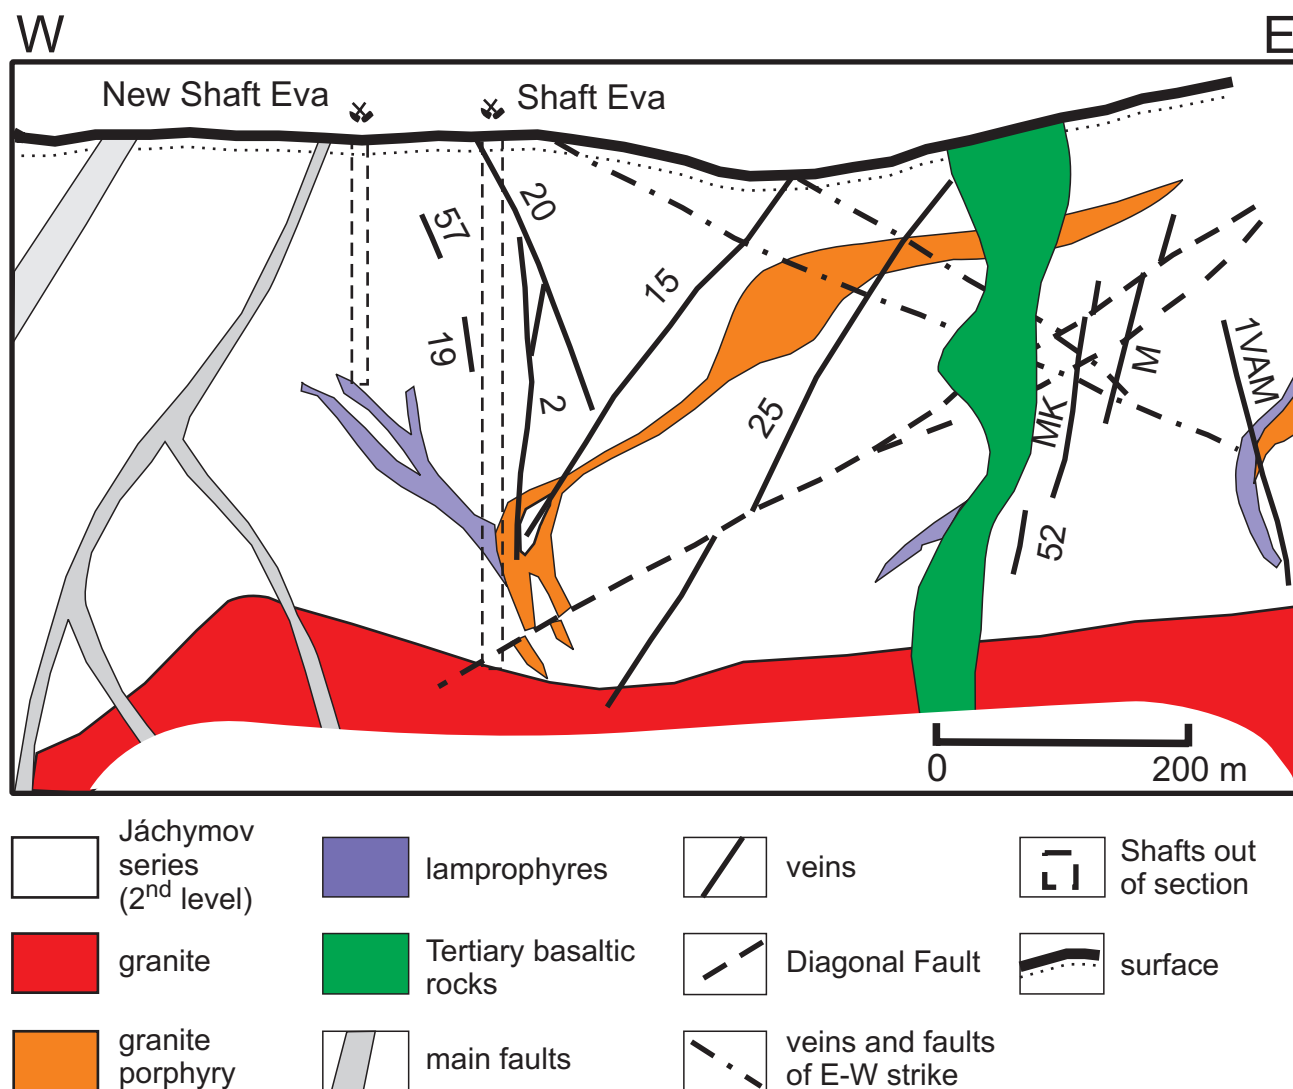 W
E
New Shaft Eva
Shaft Eva
20
57
15
19
2
25
M
MK
1VAM
52
0
200 m
Jáchymov
series
(2nd level)
granite
granite
porphyry
lamprophyres
Tertiary basaltic
rocks
main faults
veins
Diagonal Fault
veins and faults
of E-W strike
Shafts out
of section
surface